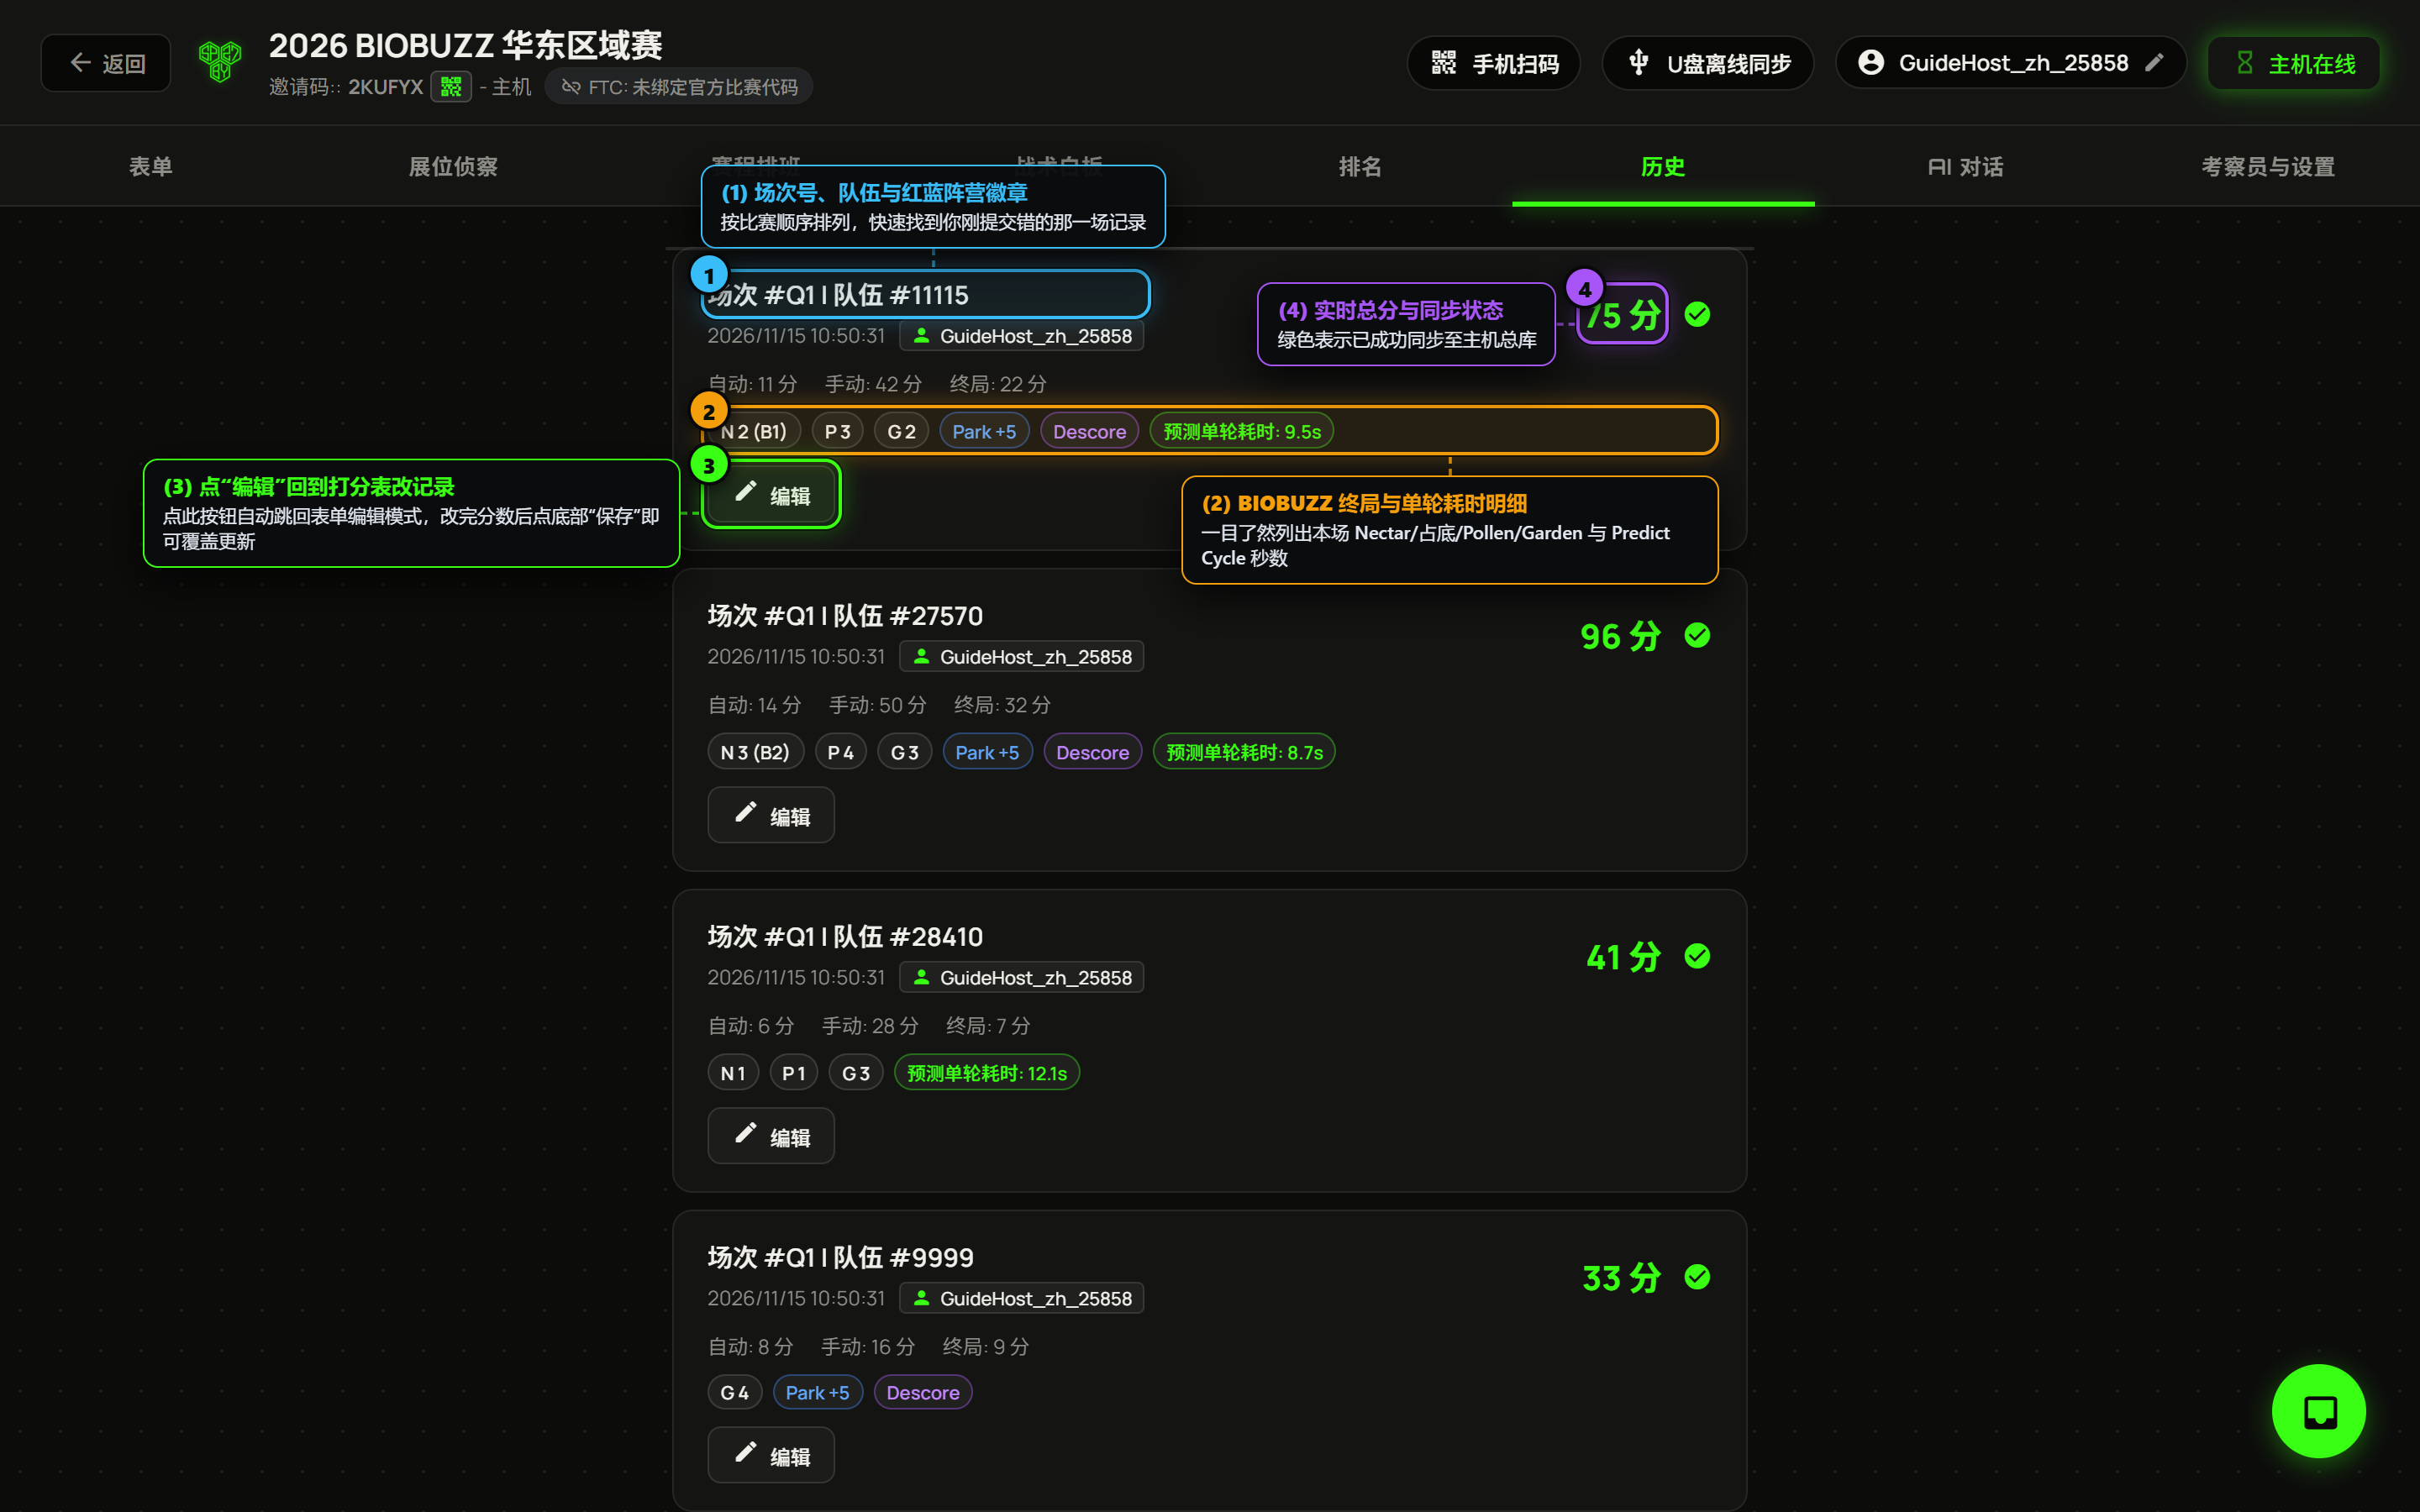 返回
SPEZ7BY
2026 BIOBUZZ 华东区域赛
邀请码:: 2KUFYX - 主机 FTC: 未绑定官方比赛代码
手机扫码
U盘离线同步
GuideHost_zh_25858
主机在线
表单 展位侦察 赛程排班 战术白板 排名 历史 AI 对话 考察员与设置
(1) 场次号、队伍与红蓝阵营徽章
按比赛顺序排列，快速找到你刚提交错的那一场记录
1
场次 #Q1 | 队伍 #11115
2026/11/15 10:50:31 GuideHost_zh_25858
(4) 实时总分与同步状态
绿色表示已成功同步至主机总库
4
75 分
自动: 11 分 手动: 42 分 终局: 22 分
2
N 2 (B1) P 3 G 2 Park +5 Descore 预测单轮耗时: 9.5s
3
编辑
(3) 点“编辑”回到打分表改记录
点此按钮自动跳回表单编辑模式，改完分数后点底部“保存”即
可覆盖更新
(2) BIOBUZZ 终局与单轮耗时明细
一目了然列出本场 Nectar/占底/Pollen/Garden 与 Predict
Cycle 秒数
场次 #Q1 | 队伍 #27570
2026/11/15 10:50:31 GuideHost_zh_25858
96 分
自动: 14 分 手动: 50 分 终局: 32 分
N 3 (B2) P 4 G 3 Park +5 Descore 预测单轮耗时: 8.7s
编辑
场次 #Q1 | 队伍 #28410
2026/11/15 10:50:31 GuideHost_zh_25858
41 分
自动: 6 分 手动: 28 分 终局: 7 分
N 1 P 1 G 3 预测单轮耗时: 12.1s
编辑
场次 #Q1 | 队伍 #9999
2026/11/15 10:50:31 GuideHost_zh_25858
33 分
自动: 8 分 手动: 16 分 终局: 9 分
G 4 Park +5 Descore
编辑